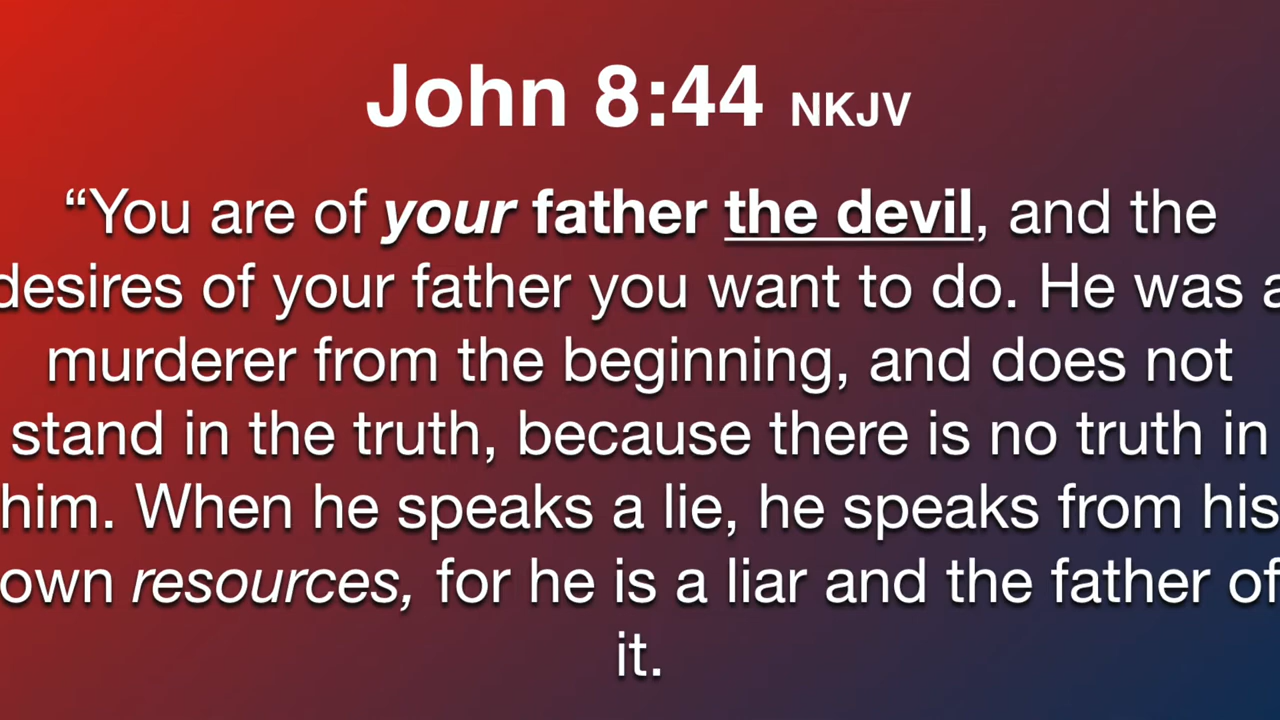 John 8:44 NKJV
“You are of your father the devil, and the
desires of your father you want to do. He was a
murderer from the beginning, and does not
stand in the truth, because there is no truth in
him. When he speaks a lie, he speaks from his
own resources, for he is a liar and the father of
it.